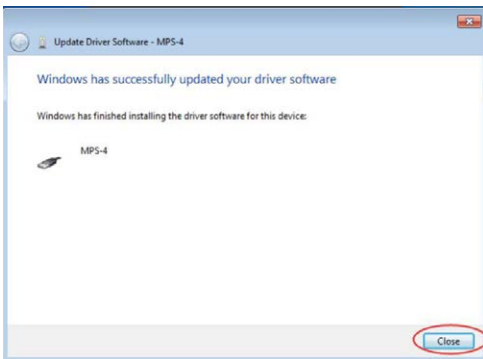 Update Driver Software - MPS-4
Windows has successfully updated your driver software
Windows has finished installing the driver software for this device:
MPS-4
Close